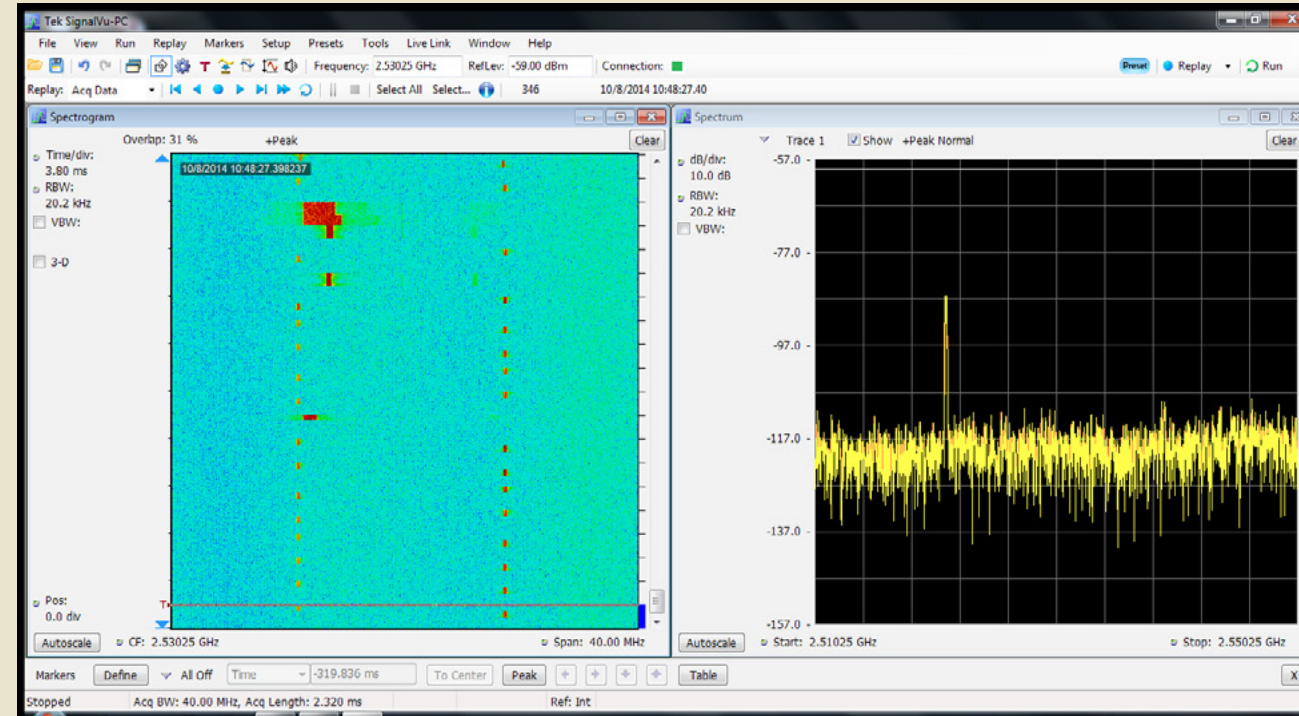 Tek SignalVu-PC
File View Run Replay Markers Setup Presets Tools Live Link Window Help
T Frequency: 2.53025 GHz RefLev: -59.00 dBm Connection: Preset Replay Run
Replay: Acq Data Select All Select... 346 10/8/2014 10:48:27.40
Spectrogram
Overlap: 31 % +Peak Clear
Time/div:
3.80 ms
RBW:
20.2 kHz
VBW:
3-D
10/8/2014 10:48:27.398237
Pos:
0.0 div
T
Autoscale CF: 2.53025 GHz Span: 40.00 MHz
Spectrum
Trace 1 Show +Peak Normal Clear
dB/div:
10.0 dB
RBW:
20.2 kHz
VBW:
-57.0
-77.0
-97.0
-117.0
-137.0
-157.0
Autoscale Start: 2.51025 GHz Stop: 2.55025 GHz
Markers Define All Off Time -319.836 ms To Center Peak Table X
Stopped Acq BW: 40.00 MHz, Acq Length: 2.320 ms Ref: Int